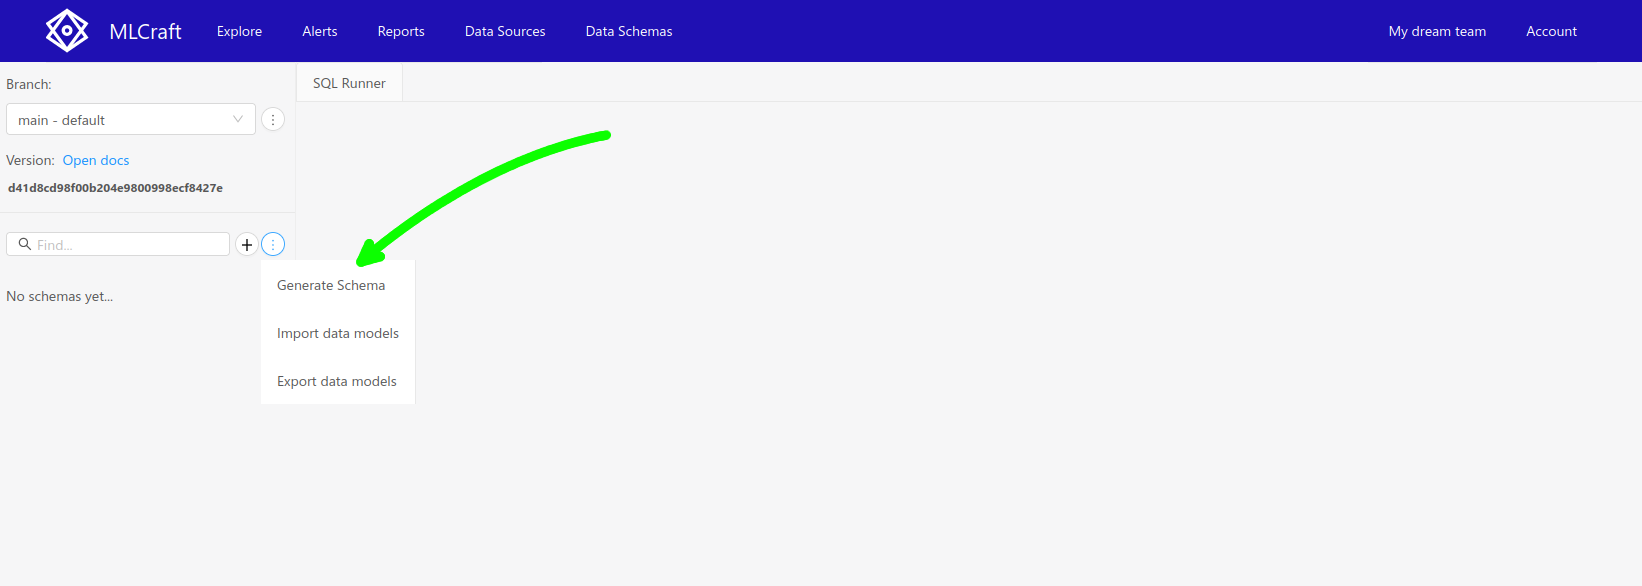 MLCraft Explore Alerts Reports Data Sources Data Schemas My dream team Account
Branch:
SQL Runner
main - default
Version: Open docs
d41d8cd98f00b204e9800998ecf8427e
Find...
Generate Schema
No schemas yet...
Import data models
Export data models